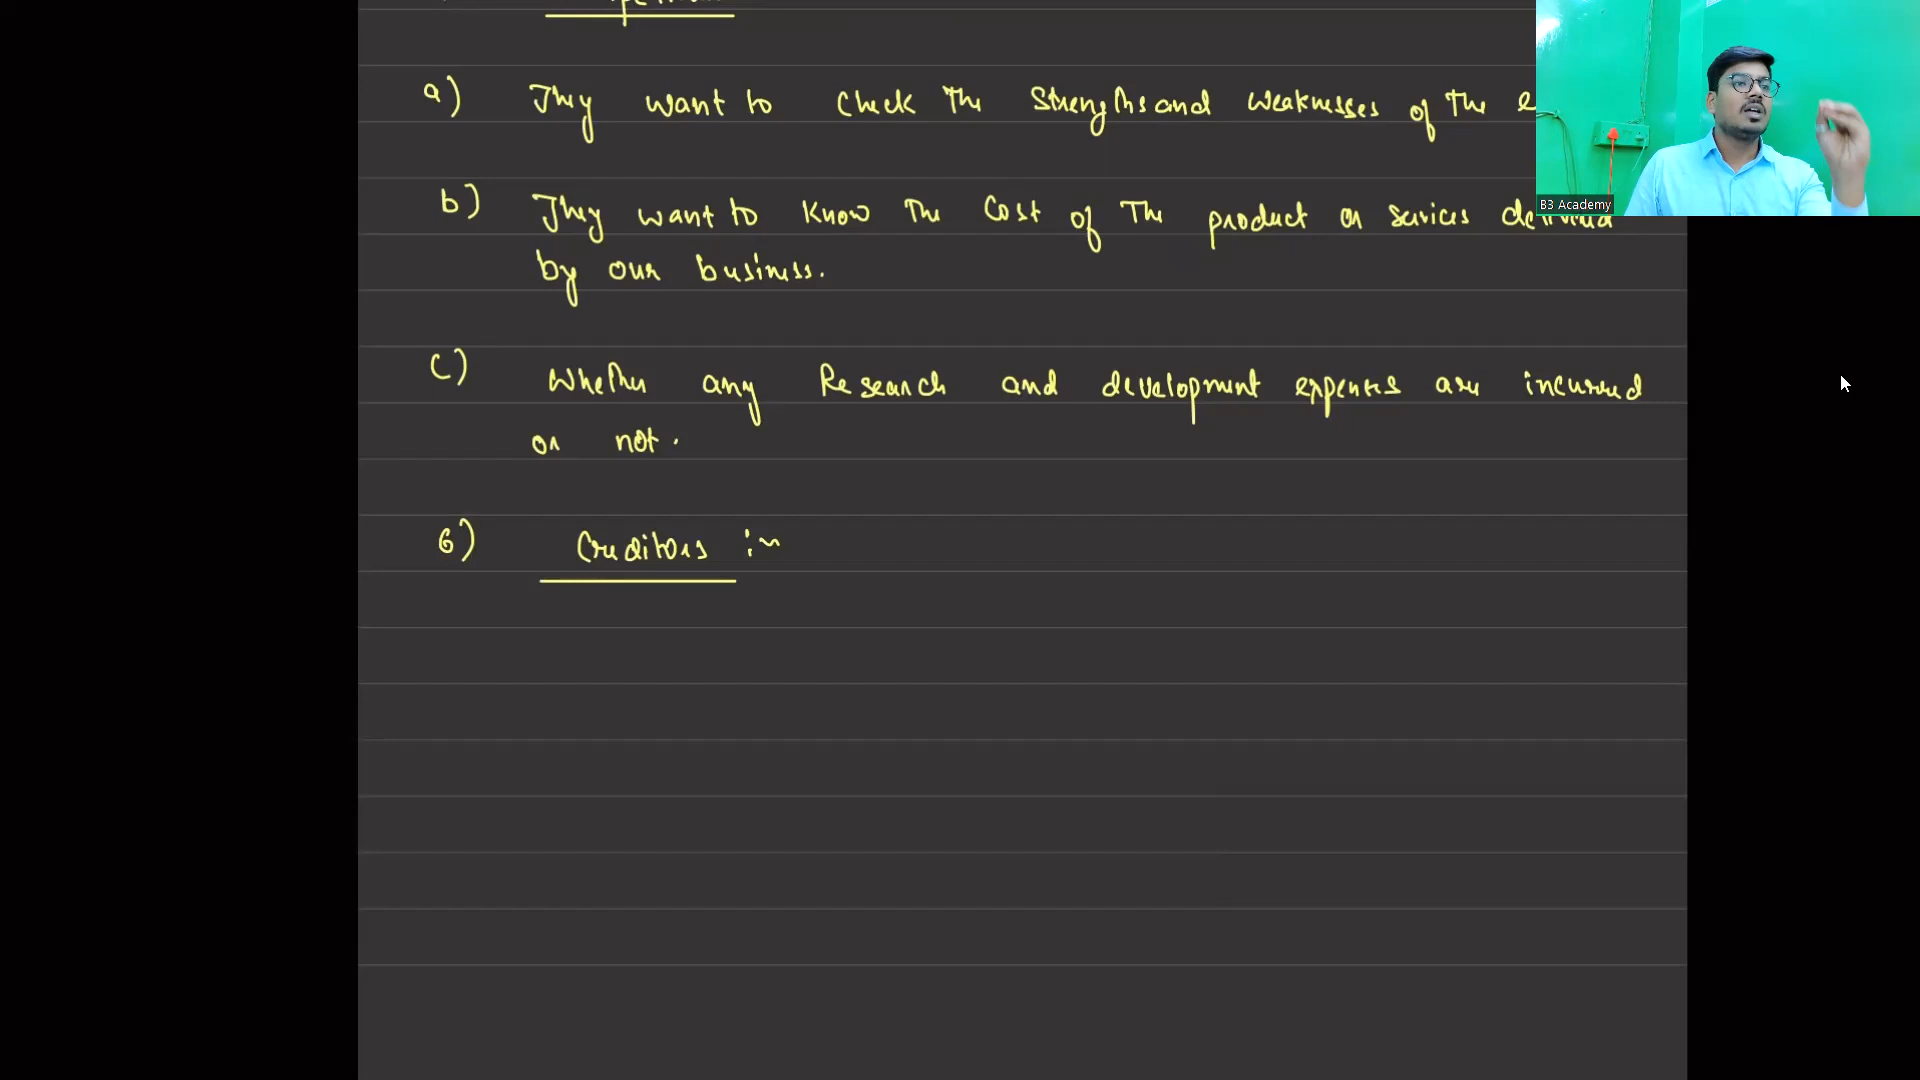 a) They want to check the strengths and weaknesses of the
b) They want to know the cost of the product or services delivered
by our business.
c) Whether any Research and development expenses are incurred
or not.
6) Creditors :~
B3 Academy